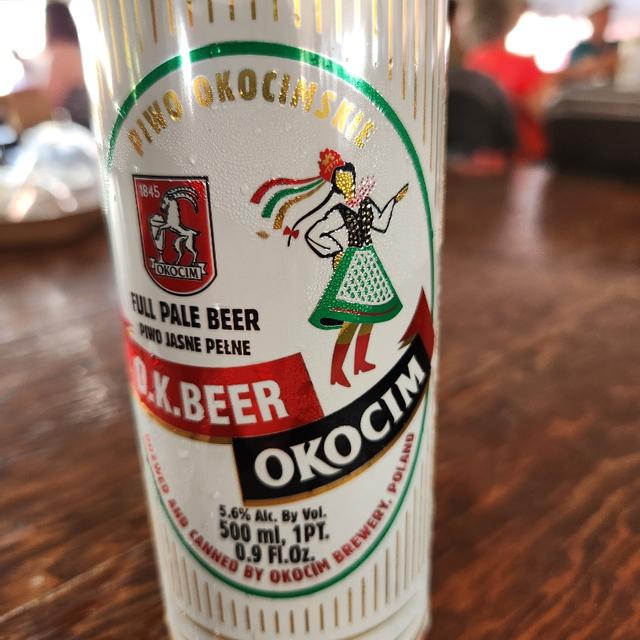 PIWO OKOCIMSKIE
1845
OKOCIM
FULL PALE BEER
PIWO JASNE PEŁNE
O.K.BEER
OKOCIM
5.6% Alc. By Vol.
500 ml, 1PT.
0.9 Fl.Oz.
BREWED AND CANNED BY OKOCIM BREWERY, POLAND